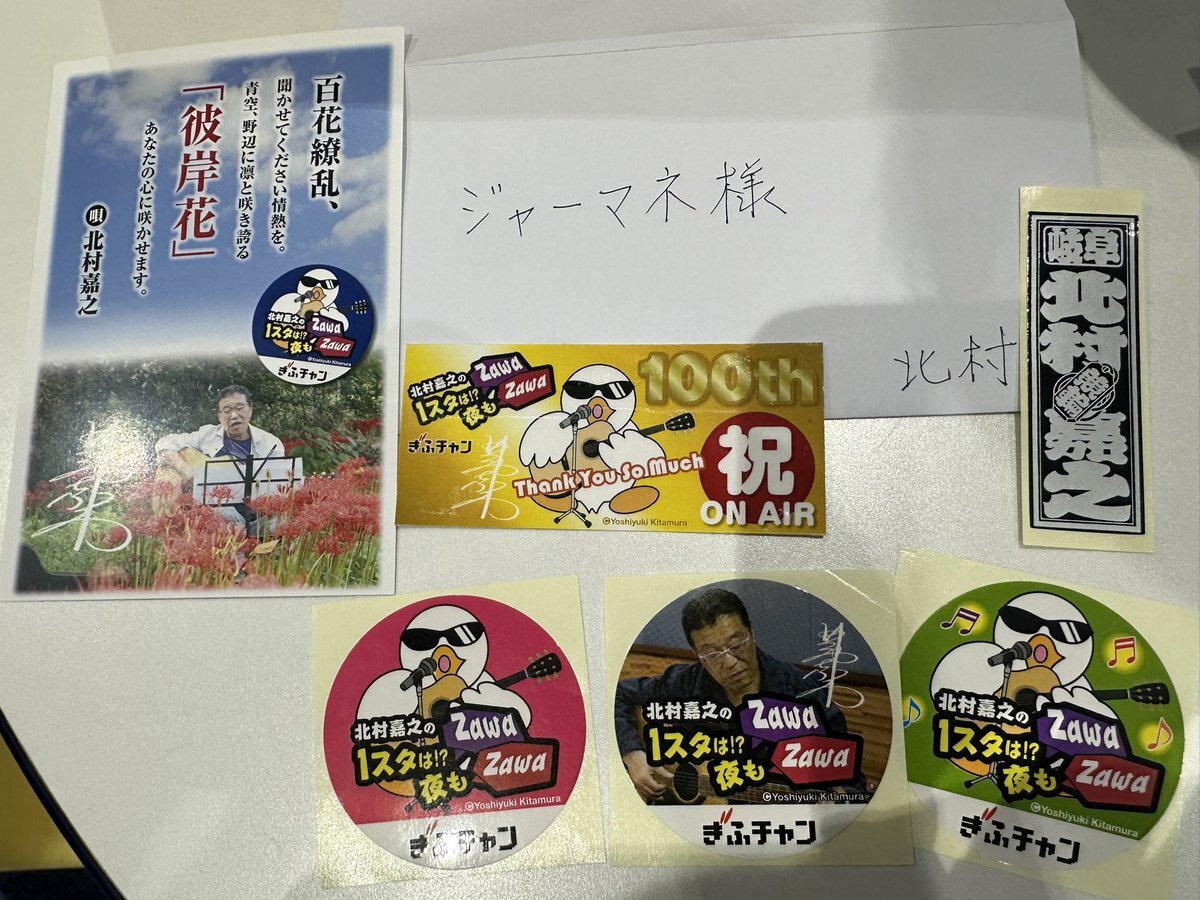 百花繚乱、
聞かせてください情熱を。
青空、野辺に凛と咲き誇る
「彼岸花」
あなたの心に咲かせます。
唄 北村嘉之
北村嘉之の
Zawa
1スタは!?
夜も
Zawa
©Yoshiyuki Kitamura
ぎふチャン
ジャーマネ様
北村
北村嘉之の
Zawa
Zawa
1スタは!?
夜も
ぎふチャン
100th
祝
Thank You So Much
ON AIR
©Yoshiyuki Kitamura
岐阜
北村
嘉之
北村嘉之の
Zawa
1スタは!?
夜も
Zawa
©Yoshiyuki Kitamura
ぎふチャン
北村嘉之の
Zawa
1スタは!?
夜も
Zawa
©Yoshiyuki Kitamura
ぎふチャン
北村嘉之の
Zawa
1スタは!?
夜も
Zawa
©Yoshiyuki Kitamura
ぎふチャン